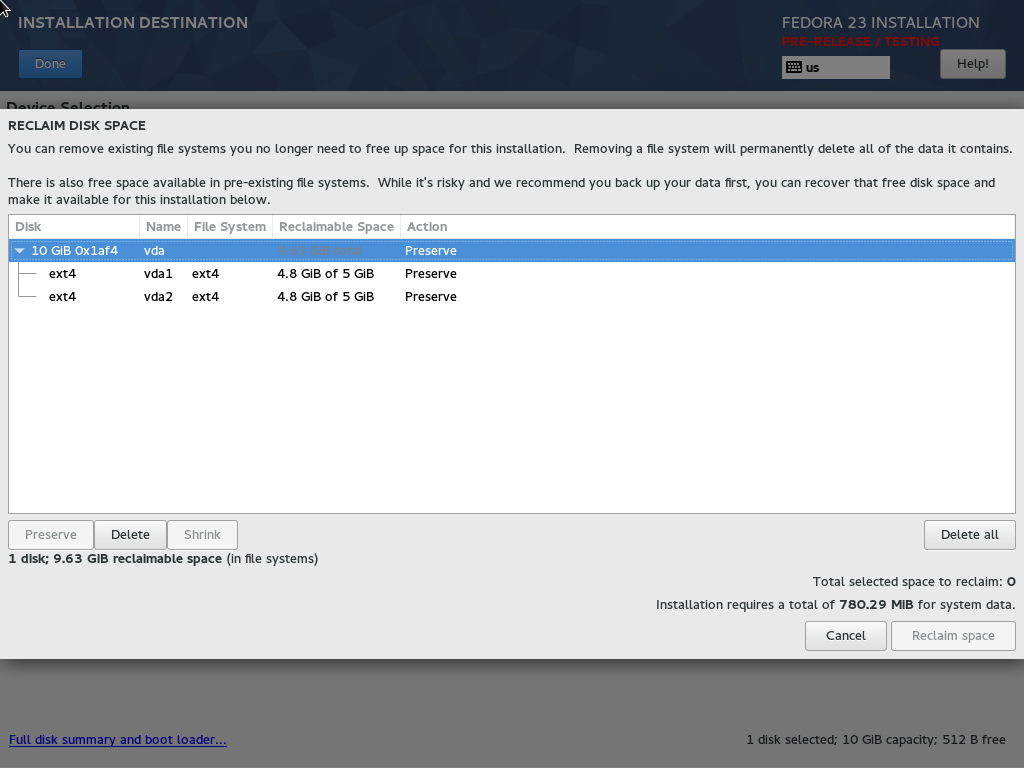 INSTALLATION DESTINATION
FEDORA 23 INSTALLATION
PRE-RELEASE / TESTING
Done
us
Help!
Device Selection
RECLAIM DISK SPACE
You can remove existing file systems you no longer need to free up space for this installation.  Removing a file system will permanently delete all of the data it contains.
There is also free space available in pre-existing file systems.  While it's risky and we recommend you back up your data first, you can recover that free disk space and
make it available for this installation below.
Disk Name File System Reclaimable Space Action
10 GiB 0x1af4 vda 9.63 GiB total Preserve
ext4 vda1 ext4 4.8 GiB of 5 GiB Preserve
ext4 vda2 ext4 4.8 GiB of 5 GiB Preserve
Preserve Delete Shrink Delete all
1 disk; 9.63 GiB reclaimable space (in file systems)
Total selected space to reclaim: 0
Installation requires a total of 780.29 MiB for system data.
Cancel Reclaim space
Full disk summary and boot loader...
1 disk selected; 10 GiB capacity; 512 B free